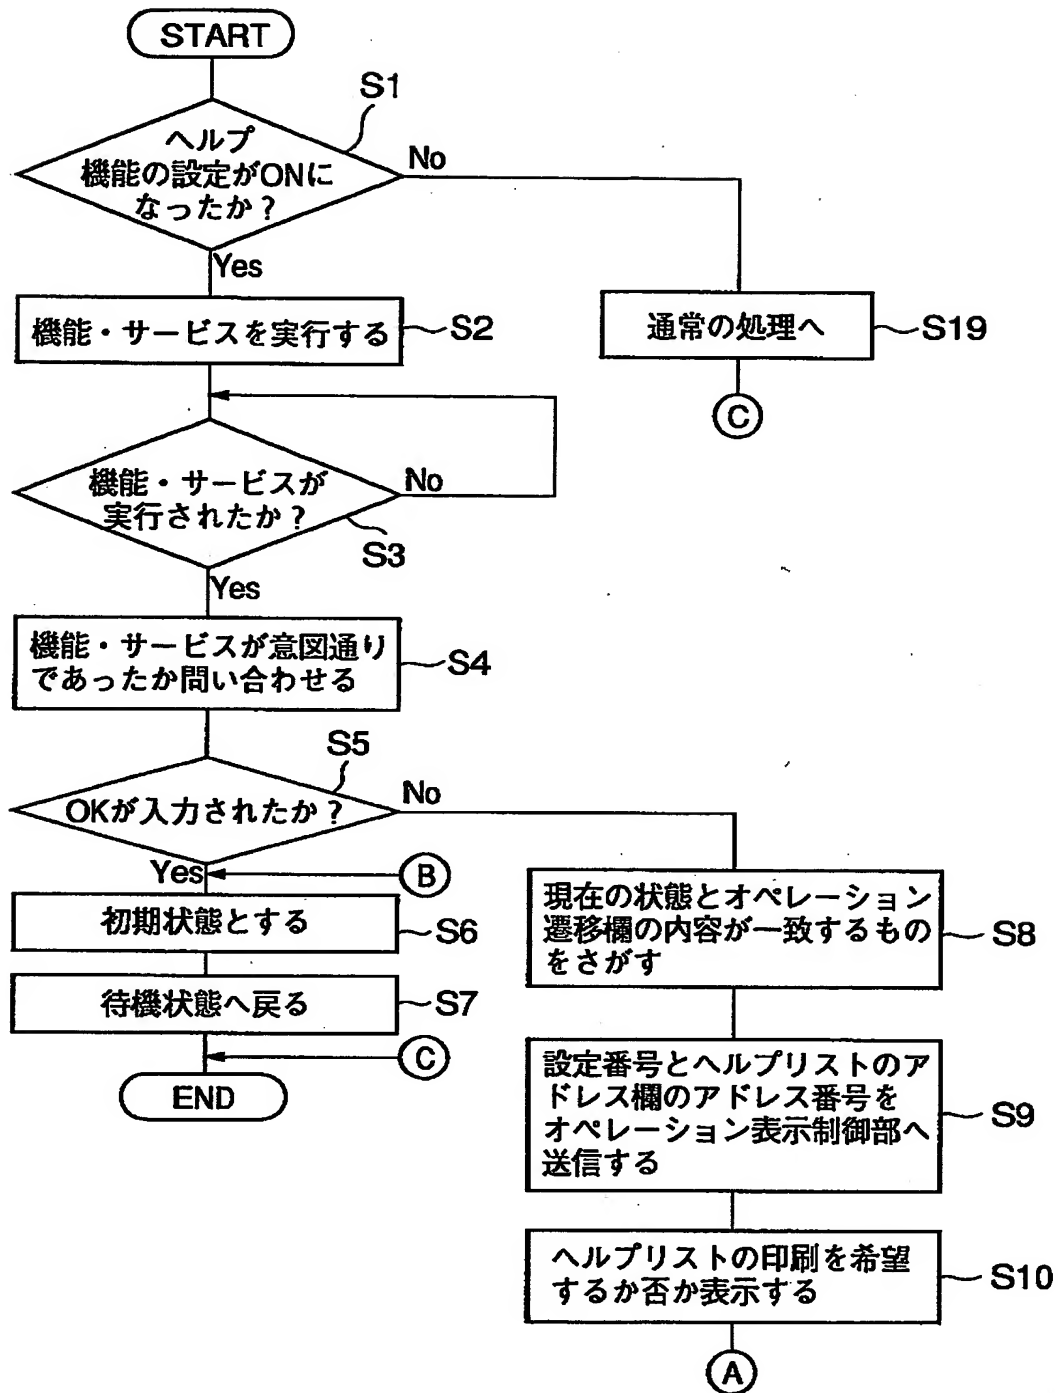 START
S1
ヘルプ
機能の設定がONに
なったか?
No
Yes
機能・サービスを実行する
S2
通常の処理へ
S19
C
機能・サービスが
実行されたか?
No
S3
Yes
機能・サービスが意図通り
であったか問い合わせる
S4
S5
OKが入力されたか?
No
Yes
B
初期状態とする
S6
待機状態へ戻る
S7
C
END
現在の状態とオペレーション
遷移欄の内容が一致するもの
をさがす
S8
設定番号とヘルプリストのア
ドレス欄のアドレス番号を
オペレーション表示制御部へ
送信する
S9
ヘルプリストの印刷を希望
するか否か表示する
S10
A